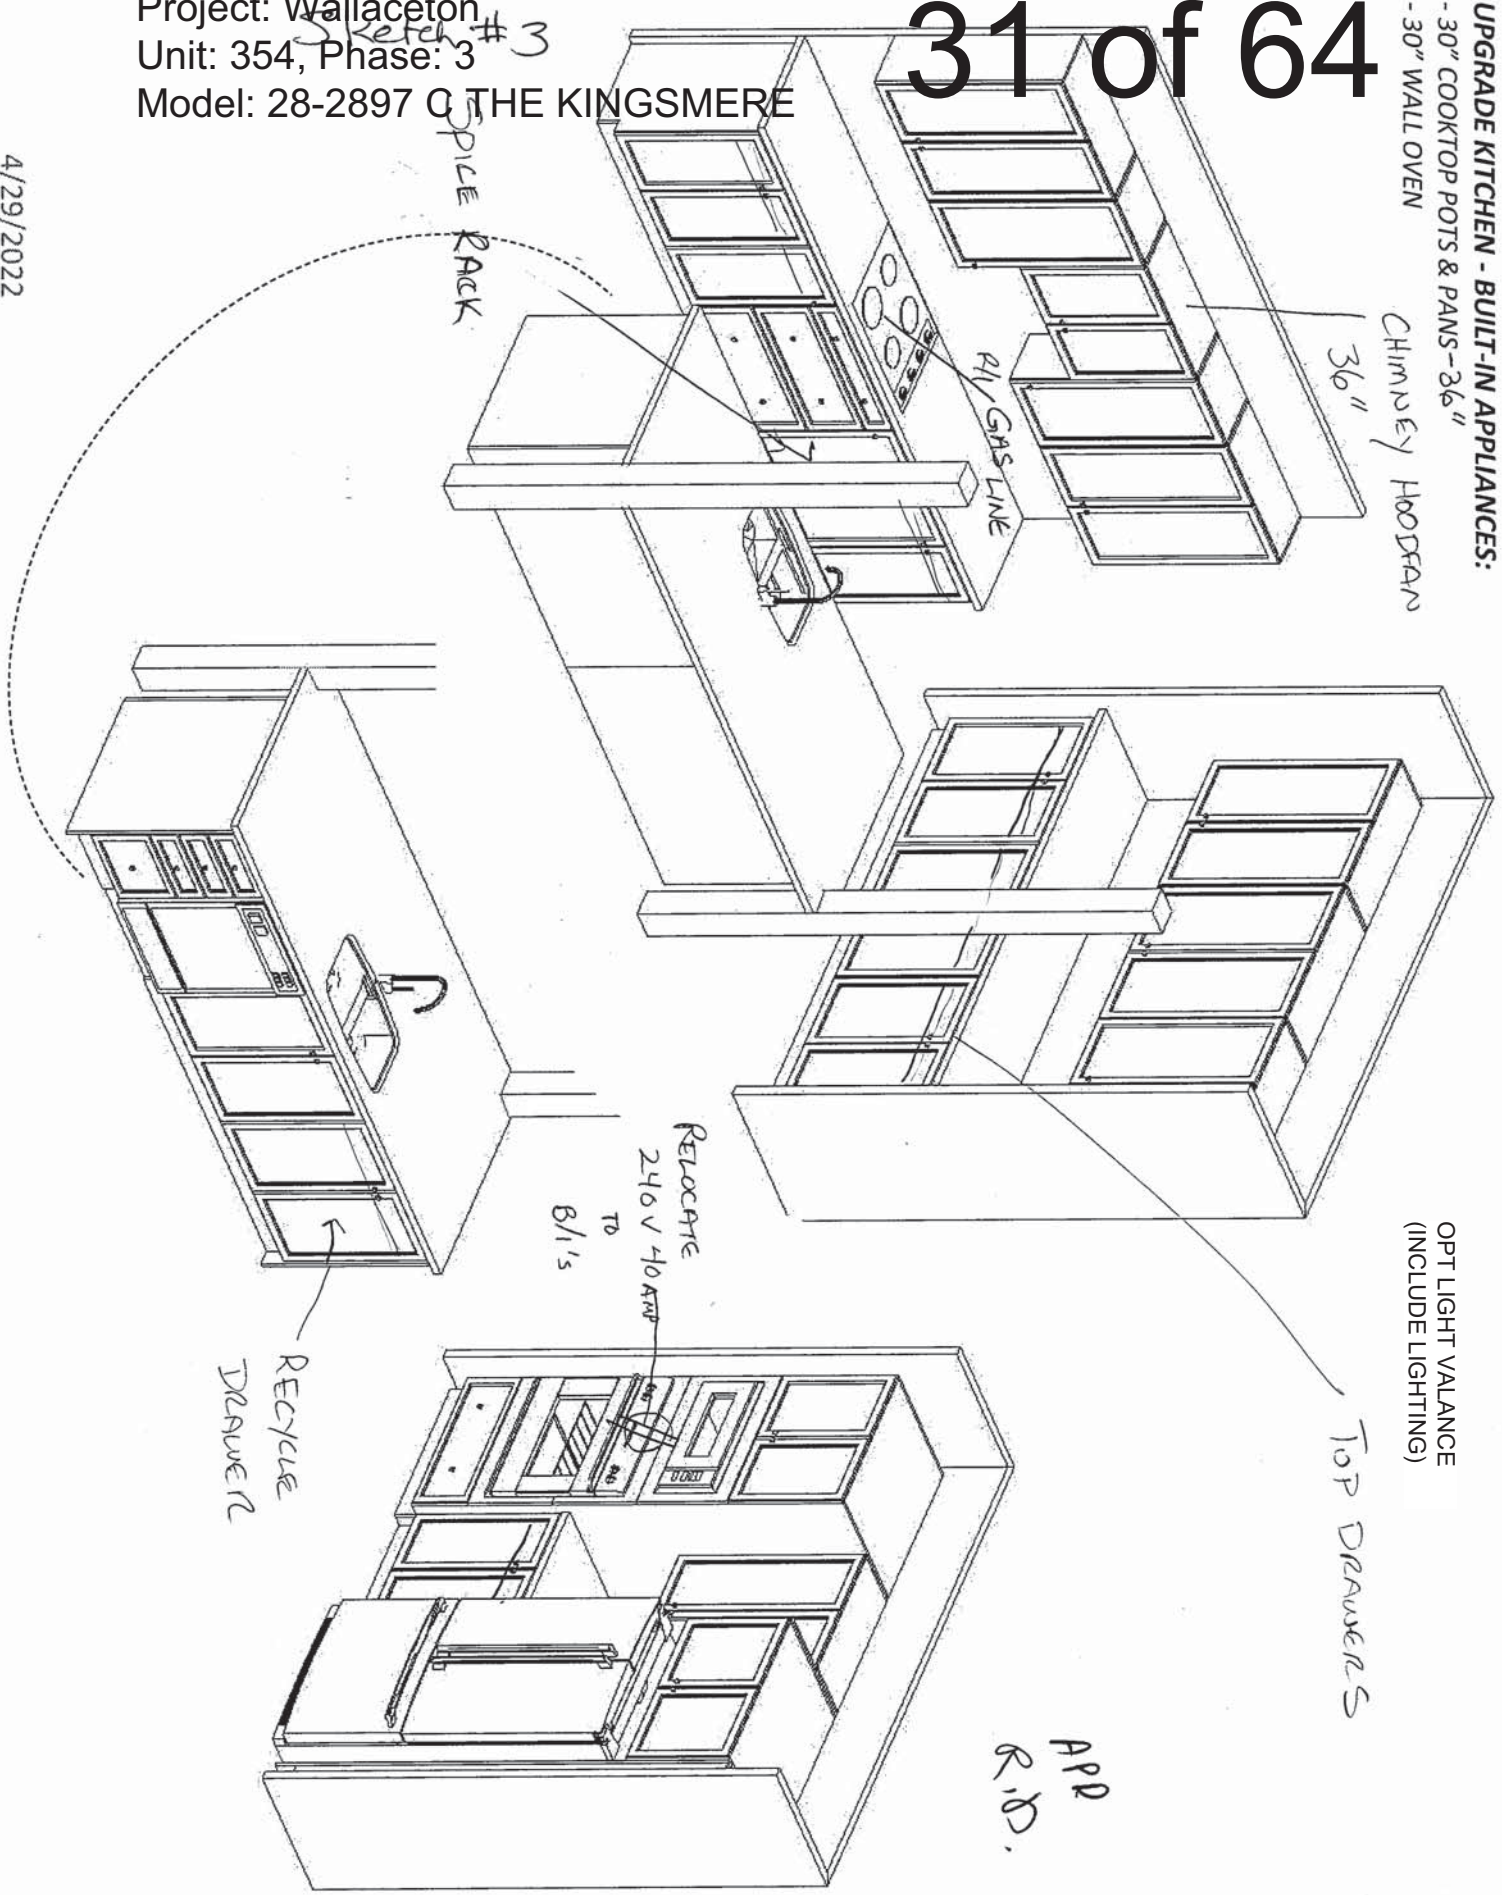 Project: Wallaceton
Unit: 354, Phase: 3
Model: 28-2897 C THE KINGSMERE
Sketch #3
31 of 64
UPGRADE KITCHEN - BUILT-IN APPLIANCES:
- 30" COOKTOP POTS & PANS - 36"
- 30" WALL OVEN
CHIMNEY HOODFAN
36"
R/I GAS LINE
SPICE RACK
4/29/2022
OPT LIGHT VALANCE
(INCLUDE LIGHTING)
TOP DRAWERS
RELOCATE
240V 40 AMP
TO
B/I's
RECYCLE
DRAWER